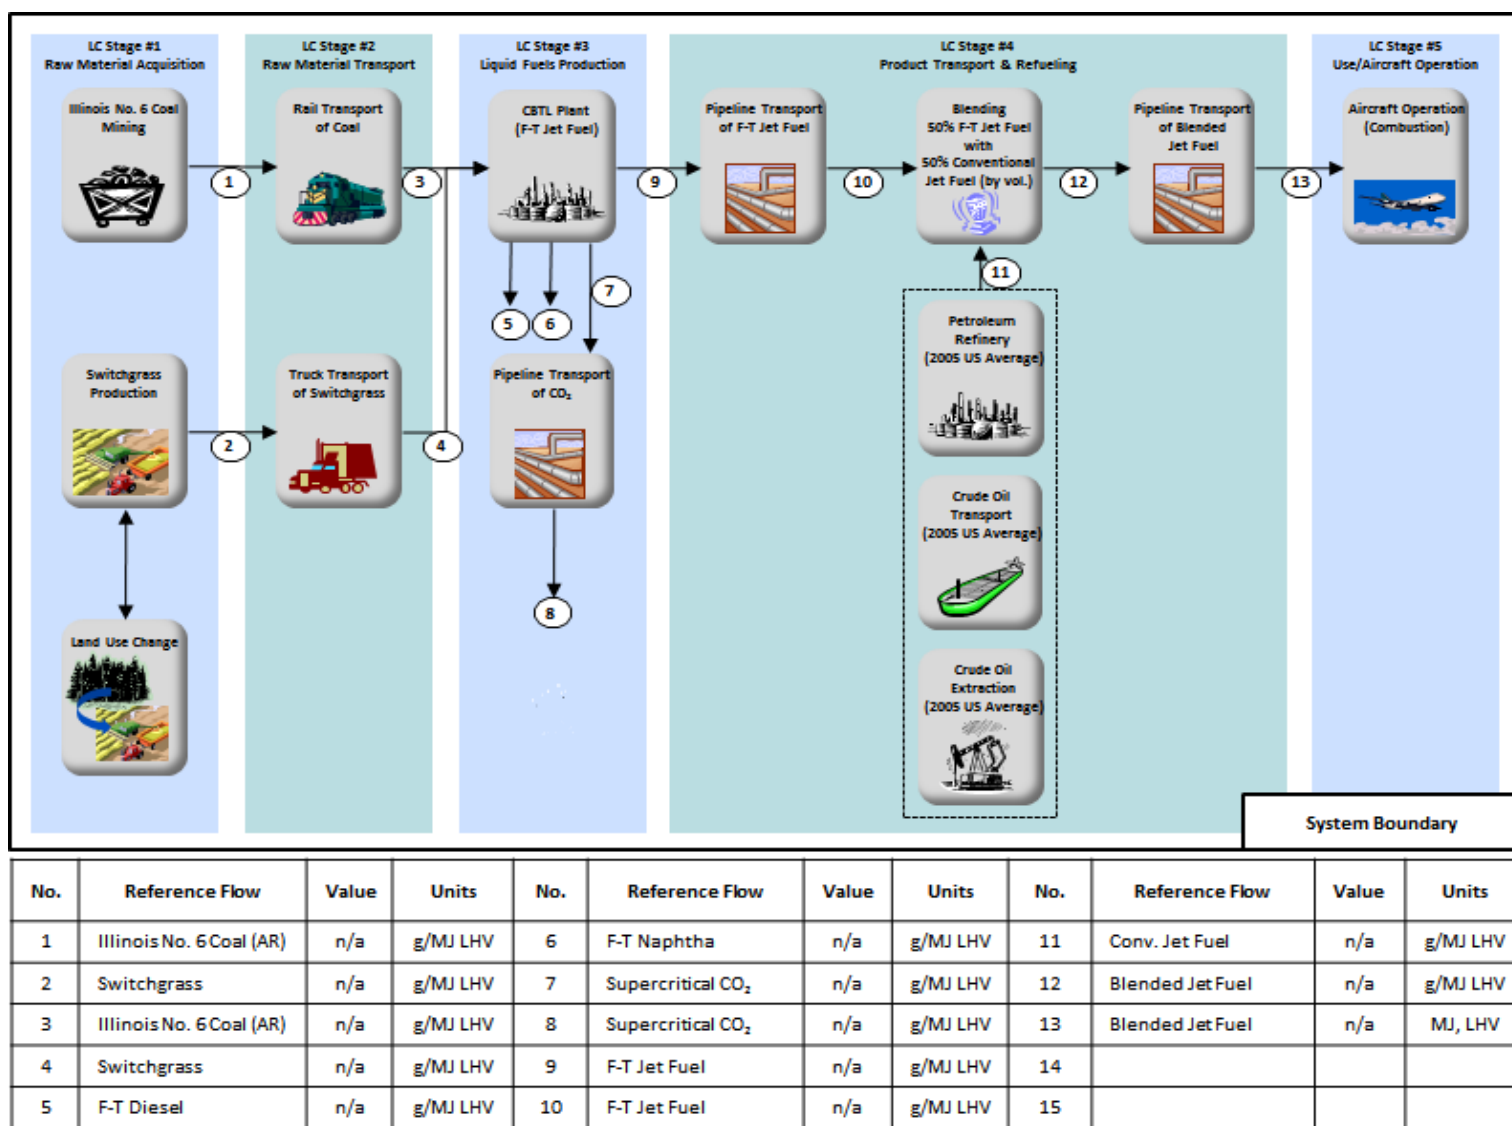 LC Stage #1
Raw Material Acquisition
LC Stage #2
Raw Material Transport
LC Stage #3
Liquid Fuels Production
LC Stage #4
Product Transport & Refueling
LC Stage #5
Use/Aircraft Operation
Illinois No. 6 Coal
Mining
Rail Transport
of Coal
CBTL Plant
(F-T Jet Fuel)
Pipeline Transport
of F-T Jet Fuel
Blending
50% F-T Jet Fuel
with
50% Conventional
Jet Fuel (by vol.)
Pipeline Transport
of Blended
Jet Fuel
Aircraft Operation
(Combustion)
1
3
9
10
12
13
11
7
5
6
Switchgrass
Production
Truck Transport
of Switchgrass
Pipeline Transport
of CO₂
Petroleum
Refinery
(2005 US Average)
2
4
Crude Oil
Transport
(2005 US Average)
8
Land Use Change
Crude Oil
Extraction
(2005 US Average)
System Boundary
No. Reference Flow Value Units No. Reference Flow Value Units No. Reference Flow Value Units
1 Illinois No. 6 Coal (AR) n/a g/MJ LHV 6 F-T Naphtha n/a g/MJ LHV 11 Conv. Jet Fuel n/a g/MJ LHV
2 Switchgrass n/a g/MJ LHV 7 Supercritical CO₂ n/a g/MJ LHV 12 Blended Jet Fuel n/a g/MJ LHV
3 Illinois No. 6 Coal (AR) n/a g/MJ LHV 8 Supercritical CO₂ n/a g/MJ LHV 13 Blended Jet Fuel n/a MJ, LHV
4 Switchgrass n/a g/MJ LHV 9 F-T Jet Fuel n/a g/MJ LHV 14
5 F-T Diesel n/a g/MJ LHV 10 F-T Jet Fuel n/a g/MJ LHV 15